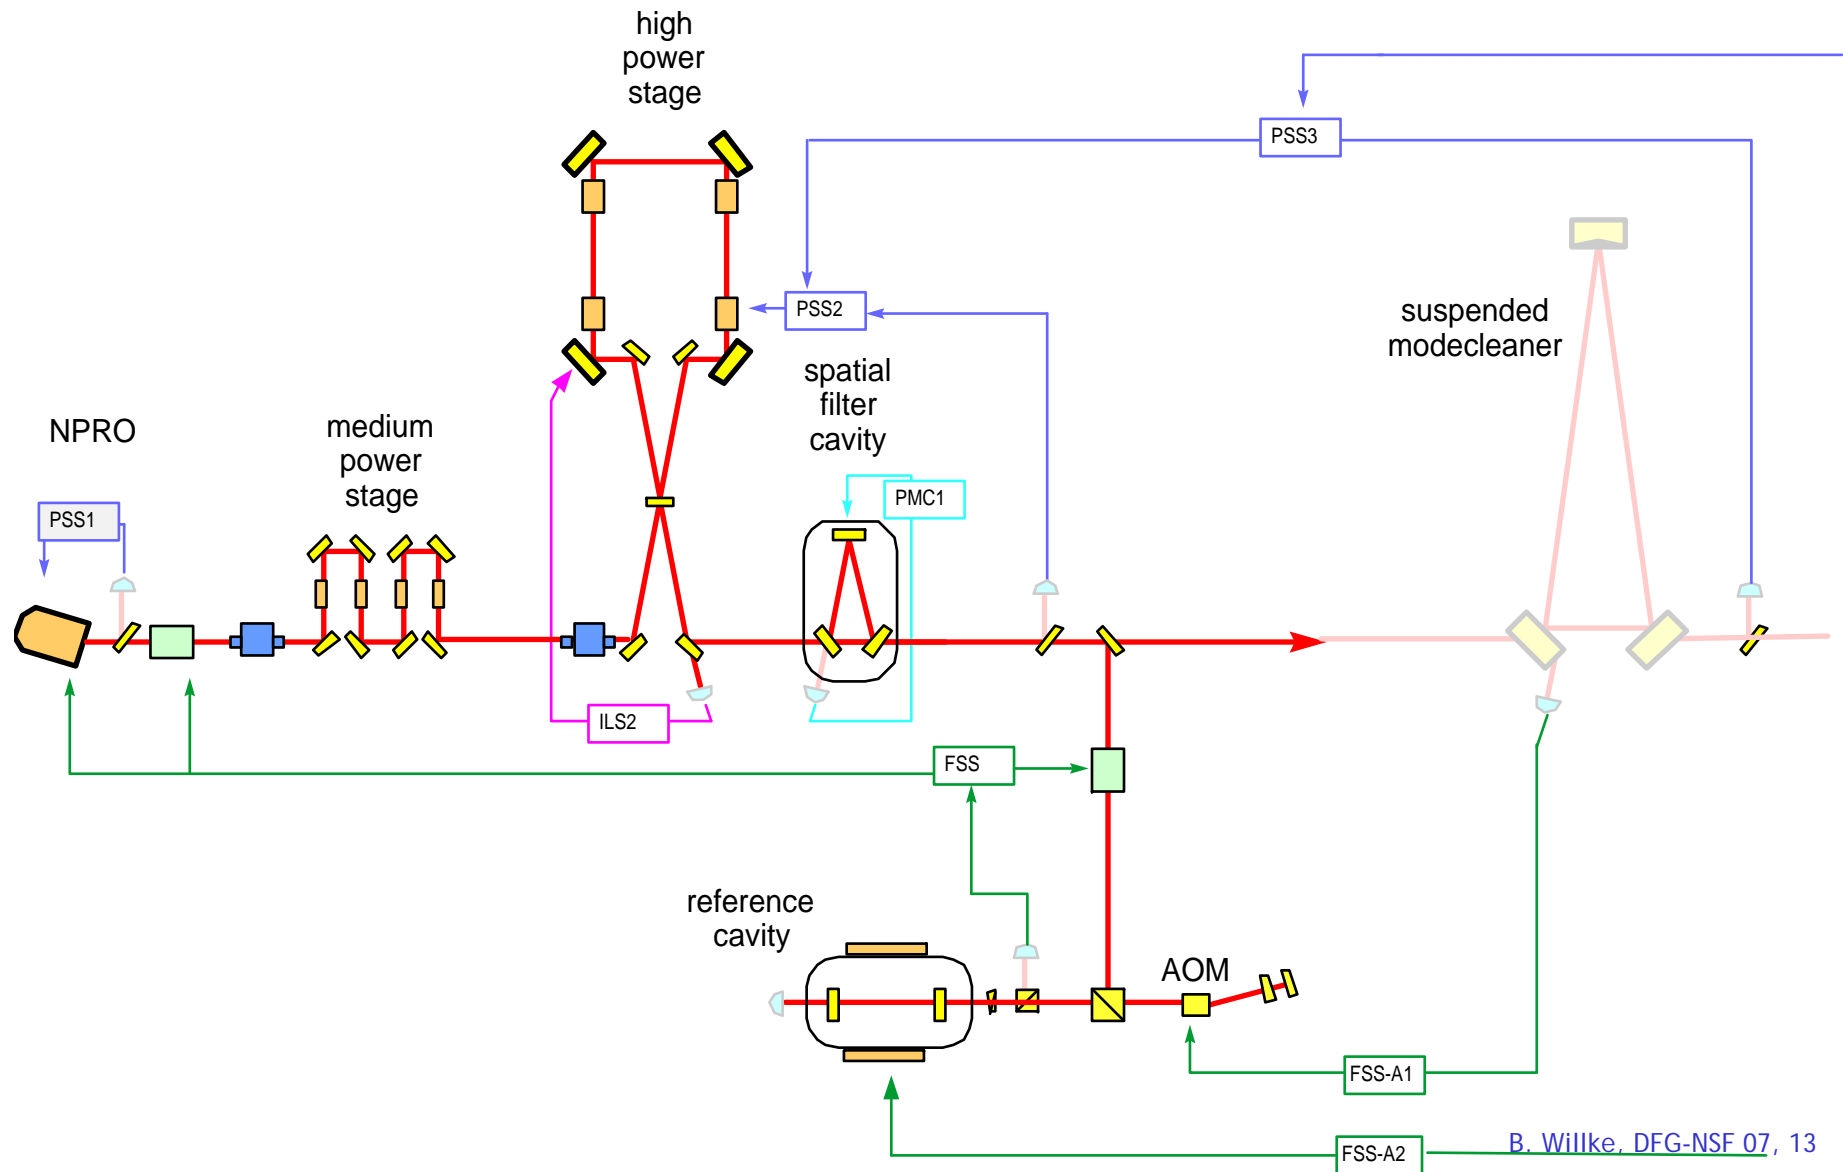 high
power
stage
PSS3
PSS2
suspended
modecleaner
spatial
filter
cavity
NPRO
medium
power
stage
PMC1
PSS1
ILS2
FSS
reference
cavity
AOM
FSS-A1
B. Willke, DFG-NSF 07, 13
FSS-A2